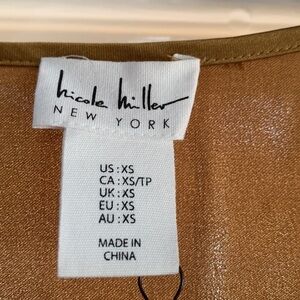 Nicole Miller
NEW YORK
US : XS
CA : XS/TP
UK : XS
EU : XS
AU : XS
MADE IN
CHINA